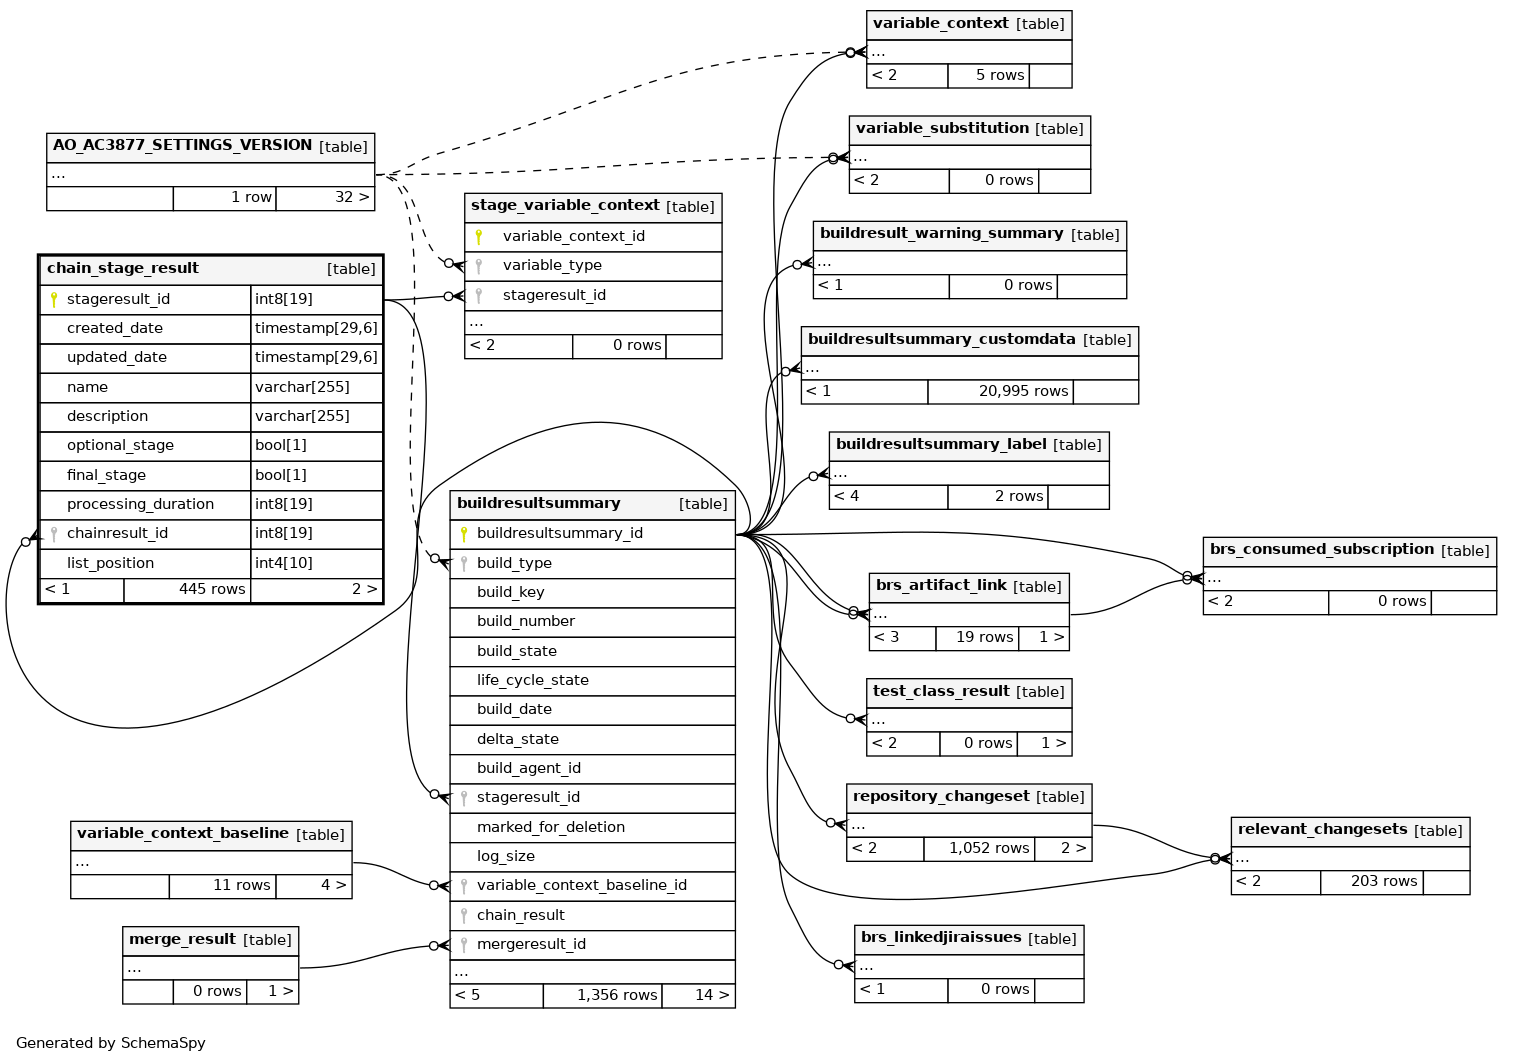 variable_context [table]
...
< 2 5 rows
variable_substitution [table]
...
< 2 0 rows
AO_AC3877_SETTINGS_VERSION [table]
...
1 row 32 >
stage_variable_context [table]
variable_context_id
variable_type
stageresult_id
...
< 2 0 rows
buildresult_warning_summary [table]
...
< 1 0 rows
chain_stage_result [table]
stageresult_id int8[19]
created_date timestamp[29,6]
updated_date timestamp[29,6]
name varchar[255]
description varchar[255]
optional_stage bool[1]
final_stage bool[1]
processing_duration int8[19]
chainresult_id int8[19]
list_position int4[10]
< 1 445 rows 2 >
buildresultsummary_customdata [table]
...
< 1 20,995 rows
buildresultsummary_label [table]
...
< 4 2 rows
buildresultsummary [table]
buildresultsummary_id
build_type
build_key
build_number
build_state
life_cycle_state
build_date
delta_state
build_agent_id
stageresult_id
marked_for_deletion
log_size
variable_context_baseline_id
chain_result
mergeresult_id
...
< 5 1,356 rows 14 >
brs_consumed_subscription [table]
...
< 2 0 rows
brs_artifact_link [table]
...
< 3 19 rows 1 >
test_class_result [table]
...
< 2 0 rows 1 >
repository_changeset [table]
...
< 2 1,052 rows 2 >
relevant_changesets [table]
...
< 2 203 rows
variable_context_baseline [table]
...
11 rows 4 >
merge_result [table]
...
0 rows 1 >
brs_linkedjiraissues [table]
...
< 1 0 rows
Generated by SchemaSpy